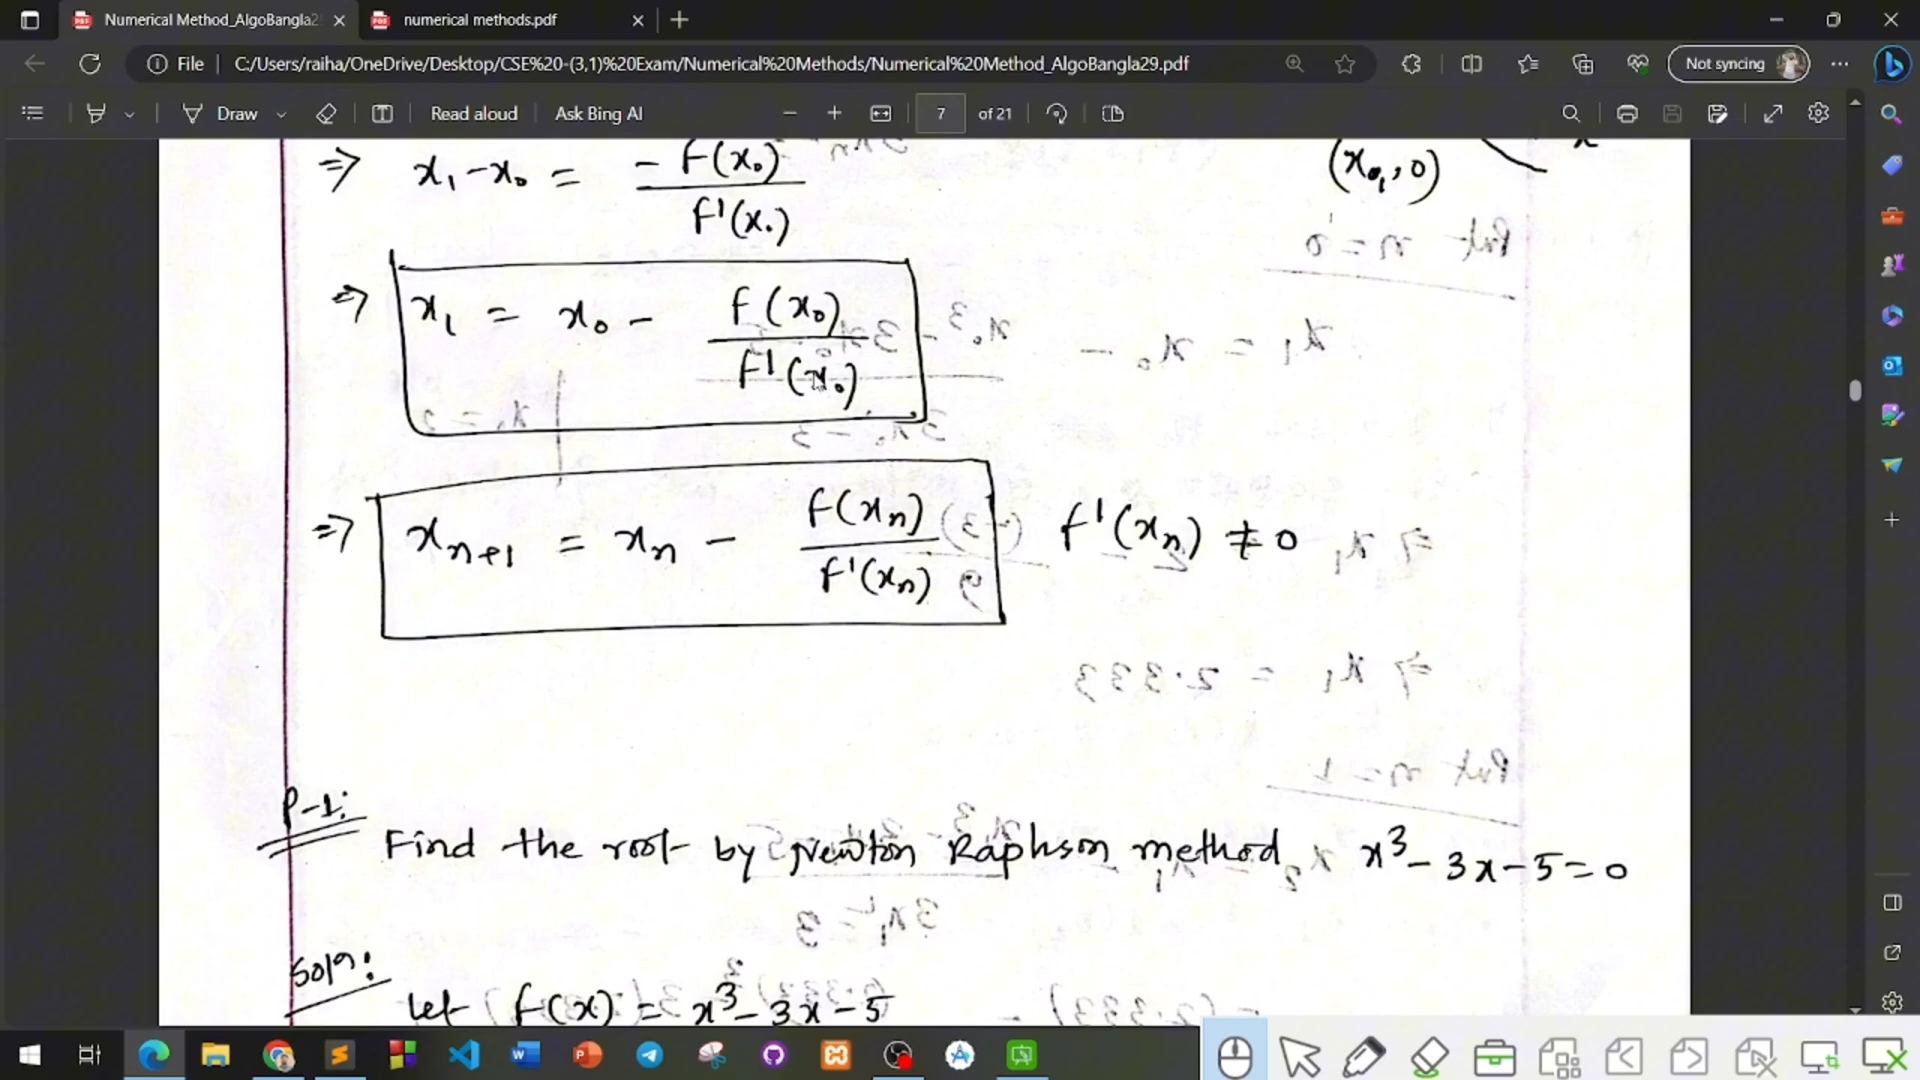 Numerical Method_AlgoBangla29
numerical methods.pdf
File
C:/Users/raiha/OneDrive/Desktop/CSE%20-(3,1)%20Exam/Numerical%20Methods/Numerical%20Method_AlgoBangla29.pdf
Not syncing
Draw
Read aloud
Ask Bing AI
7 of 21
⇒ x₁ - x₀ = -f(x₀) / f'(x₀)
(x₀, 0)
x
⇒ x₁ = x₀ - f(x₀) / f'(x₀)
⇒ xₙ₊₁ = xₙ - f(xₙ) / f'(xₙ) f'(xₙ) ≠ 0
P-1:
Find the root by newton Raphson method x³ - 3x - 5 = 0
Solⁿ:
let f(x) = x³ - 3x - 5